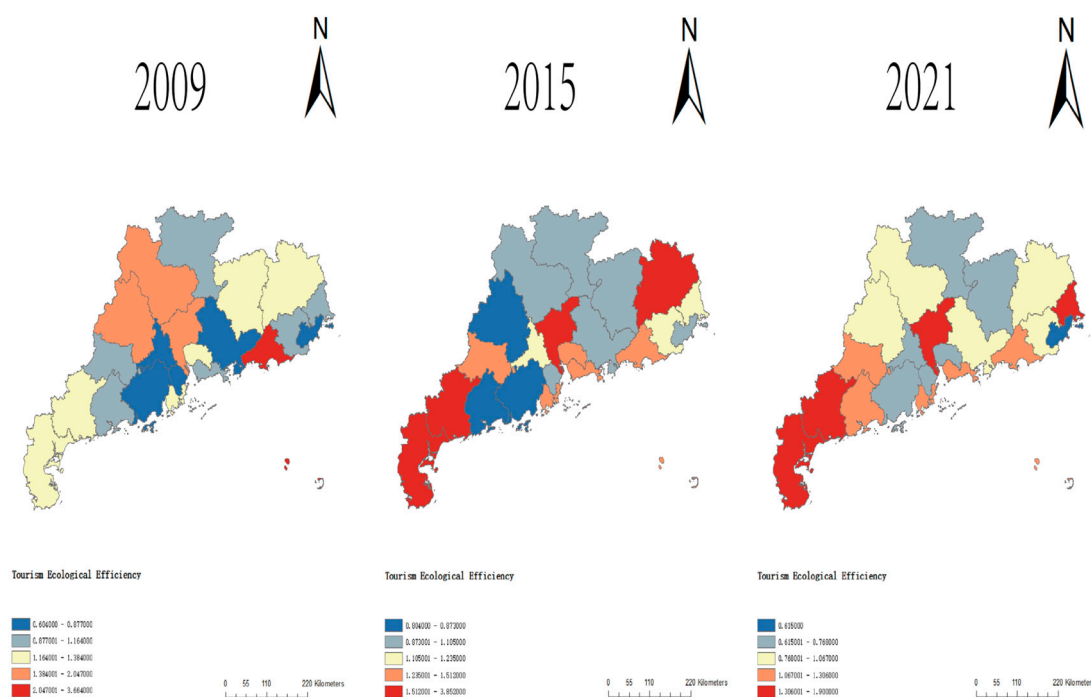 2009
N
2015
N
2021
N
Tourism Ecological Efficiency
0.604000 - 0.877000
0.877001 - 1.164000
1.164001 - 1.384000
1.384001 - 2.047000
2.047001 - 3.664000
0 55 110 220 Kilometers
Tourism Ecological Efficiency
0.804000 - 0.873000
0.873001 - 1.105000
1.105001 - 1.235000
1.235001 - 1.512000
1.512001 - 3.852000
0 55 110 220 Kilometers
Tourism Ecological Efficiency
0.615000
0.615001 - 0.768000
0.768001 - 1.067000
1.067001 - 1.306000
1.306001 - 1.900000
0 55 110 220 Kilometers